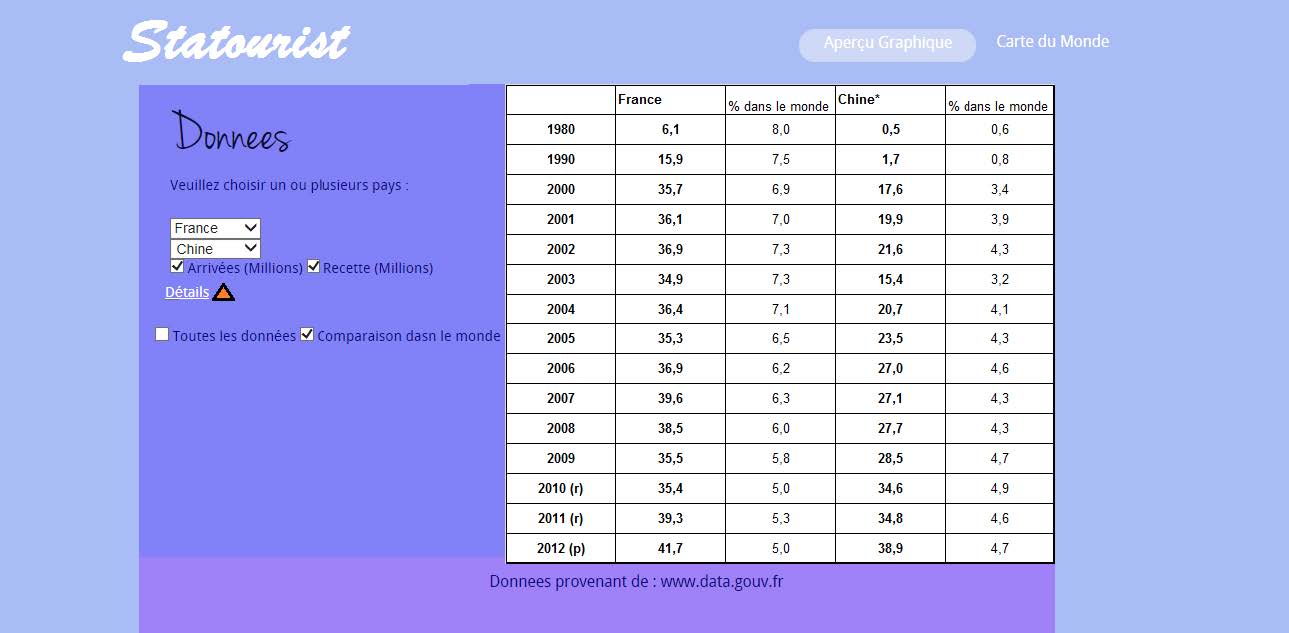 Statourist
Aperçu Graphique Carte du Monde
Donnees
Veuillez choisir un ou plusieurs pays :
France
Chine
Arrivées (Millions) Recette (Millions)
Détails
Toutes les données Comparaison dasn le monde
France % dans le monde Chine* % dans le monde
1980 6,1 8,0 0,5 0,6
1990 15,9 7,5 1,7 0,8
2000 35,7 6,9 17,6 3,4
2001 36,1 7,0 19,9 3,9
2002 36,9 7,3 21,6 4,3
2003 34,9 7,3 15,4 3,2
2004 36,4 7,1 20,7 4,1
2005 35,3 6,5 23,5 4,3
2006 36,9 6,2 27,0 4,6
2007 39,6 6,3 27,1 4,3
2008 38,5 6,0 27,7 4,3
2009 35,5 5,8 28,5 4,7
2010 (r) 35,4 5,0 34,6 4,9
2011 (r) 39,3 5,3 34,8 4,6
2012 (p) 41,7 5,0 38,9 4,7
Donnees provenant de : www.data.gouv.fr